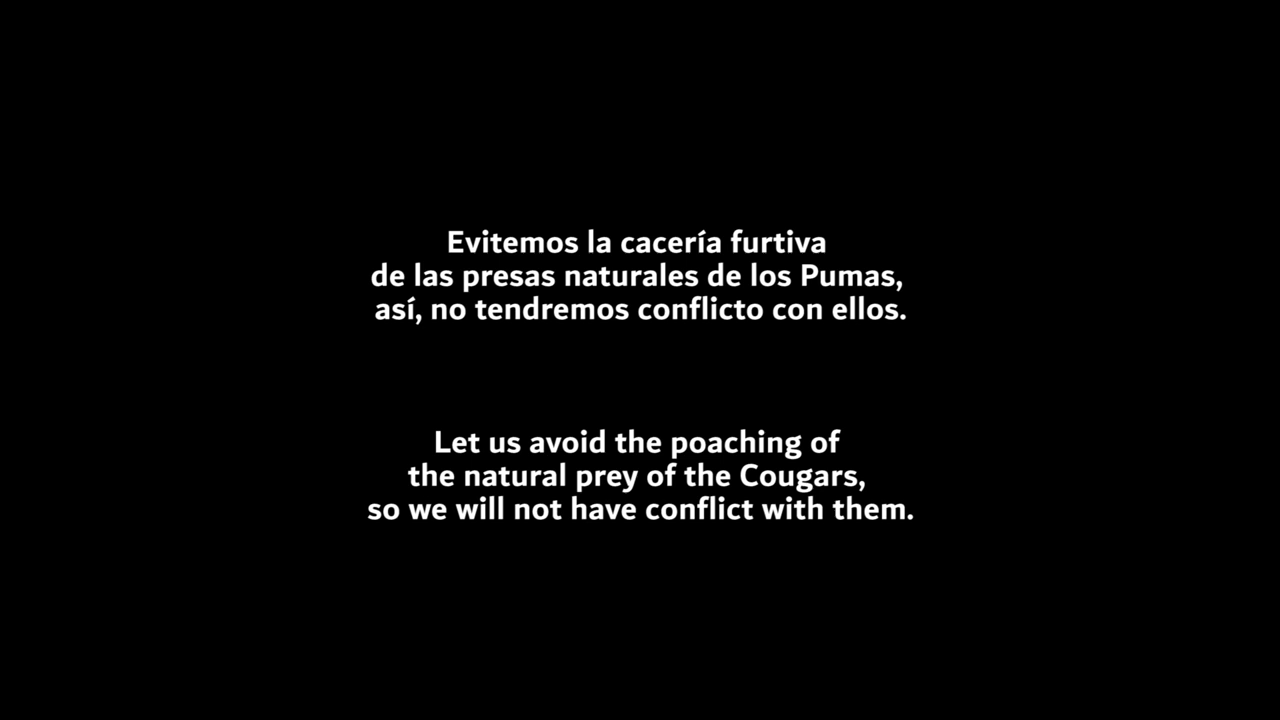 Evitemos la cacería furtiva
de las presas naturales de los Pumas,
así, no tendremos conflicto con ellos.
Let us avoid the poaching of
the natural prey of the Cougars,
so we will not have conflict with them.